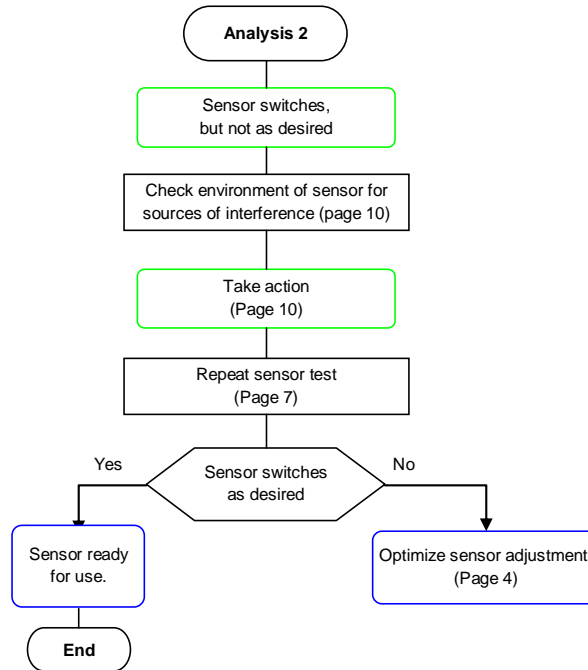 Analysis 2
Sensor switches,
but not as desired
Check environment of sensor for
sources of interference (page 10)
Take action
(Page 10)
Repeat sensor test
(Page 7)
Yes
Sensor switches
as desired
No
Sensor ready
for use.
Optimize sensor adjustment
(Page 4)
End